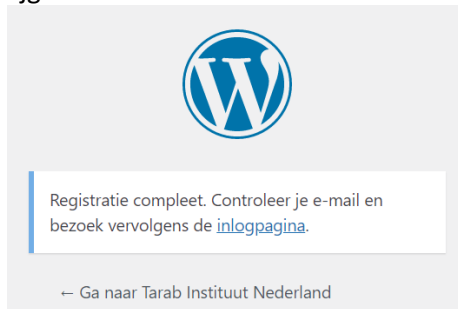 Registratie compleet. Controleer je e-mail en
bezoek vervolgens de inlogpagina.
← Ga naar Tarab Instituut Nederland